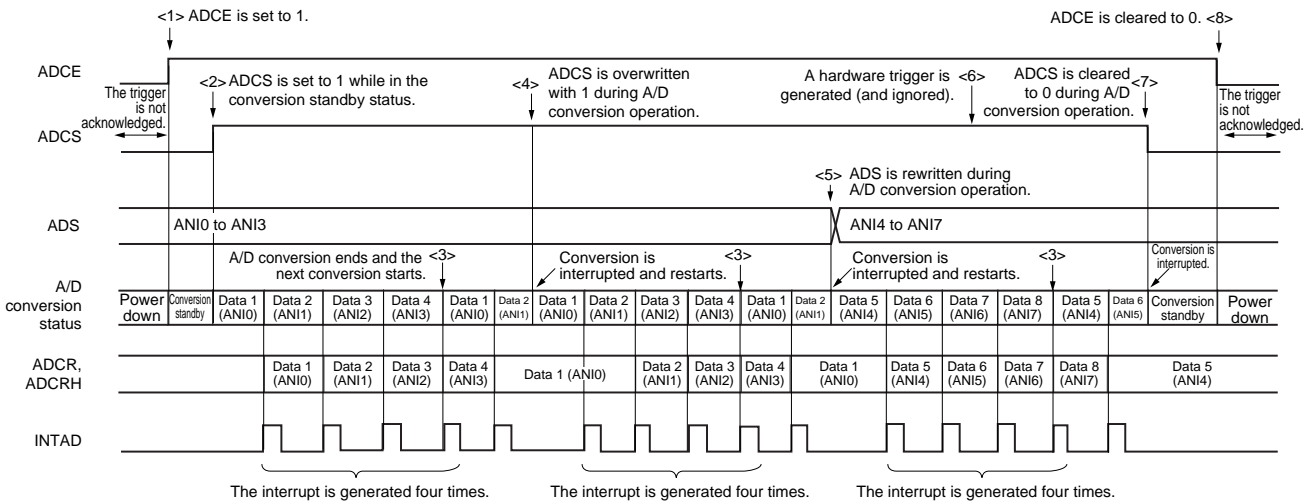 <1> ADCE is set to 1.
ADCE is cleared to 0. <8>
ADCE
The trigger
is not
acknowledged.
<2> ADCS is set to 1 while in the
conversion standby status.
<4> ADCS is overwritten
with 1 during A/D
conversion operation.
A hardware trigger is <6>
generated (and ignored).
ADCS is cleared <7>
to 0 during A/D
conversion operation.
The trigger
is not
acknowledged.
ADCS
<5> ADS is rewritten during
A/D conversion operation.
ADS
ANI0 to ANI3
ANI4 to ANI7
A/D conversion ends and the <3>
next conversion starts.
Conversion is
interrupted and restarts.
<3>
Conversion is
interrupted and restarts.
<3>
Conversion is
interrupted.
A/D
conversion
status
Power
down
Conversion
standby
Data 1
(ANI0)
Data 2
(ANI1)
Data 3
(ANI2)
Data 4
(ANI3)
Data 1
(ANI0)
Data 2
(ANI1)
Data 1
(ANI0)
Data 2
(ANI1)
Data 3
(ANI2)
Data 4
(ANI3)
Data 1
(ANI0)
Data 2
(ANI1)
Data 5
(ANI4)
Data 6
(ANI5)
Data 7
(ANI6)
Data 8
(ANI7)
Data 5
(ANI4)
Data 6
(ANI5)
Conversion
standby
Power
down
ADCR,
ADCRH
Data 1
(ANI0)
Data 2
(ANI1)
Data 3
(ANI2)
Data 4
(ANI3)
Data 1 (ANI0)
Data 2
(ANI1)
Data 3
(ANI2)
Data 4
(ANI3)
Data 1
(ANI0)
Data 5
(ANI4)
Data 6
(ANI5)
Data 7
(ANI6)
Data 8
(ANI7)
Data 5
(ANI4)
INTAD
The interrupt is generated four times.
The interrupt is generated four times.
The interrupt is generated four times.